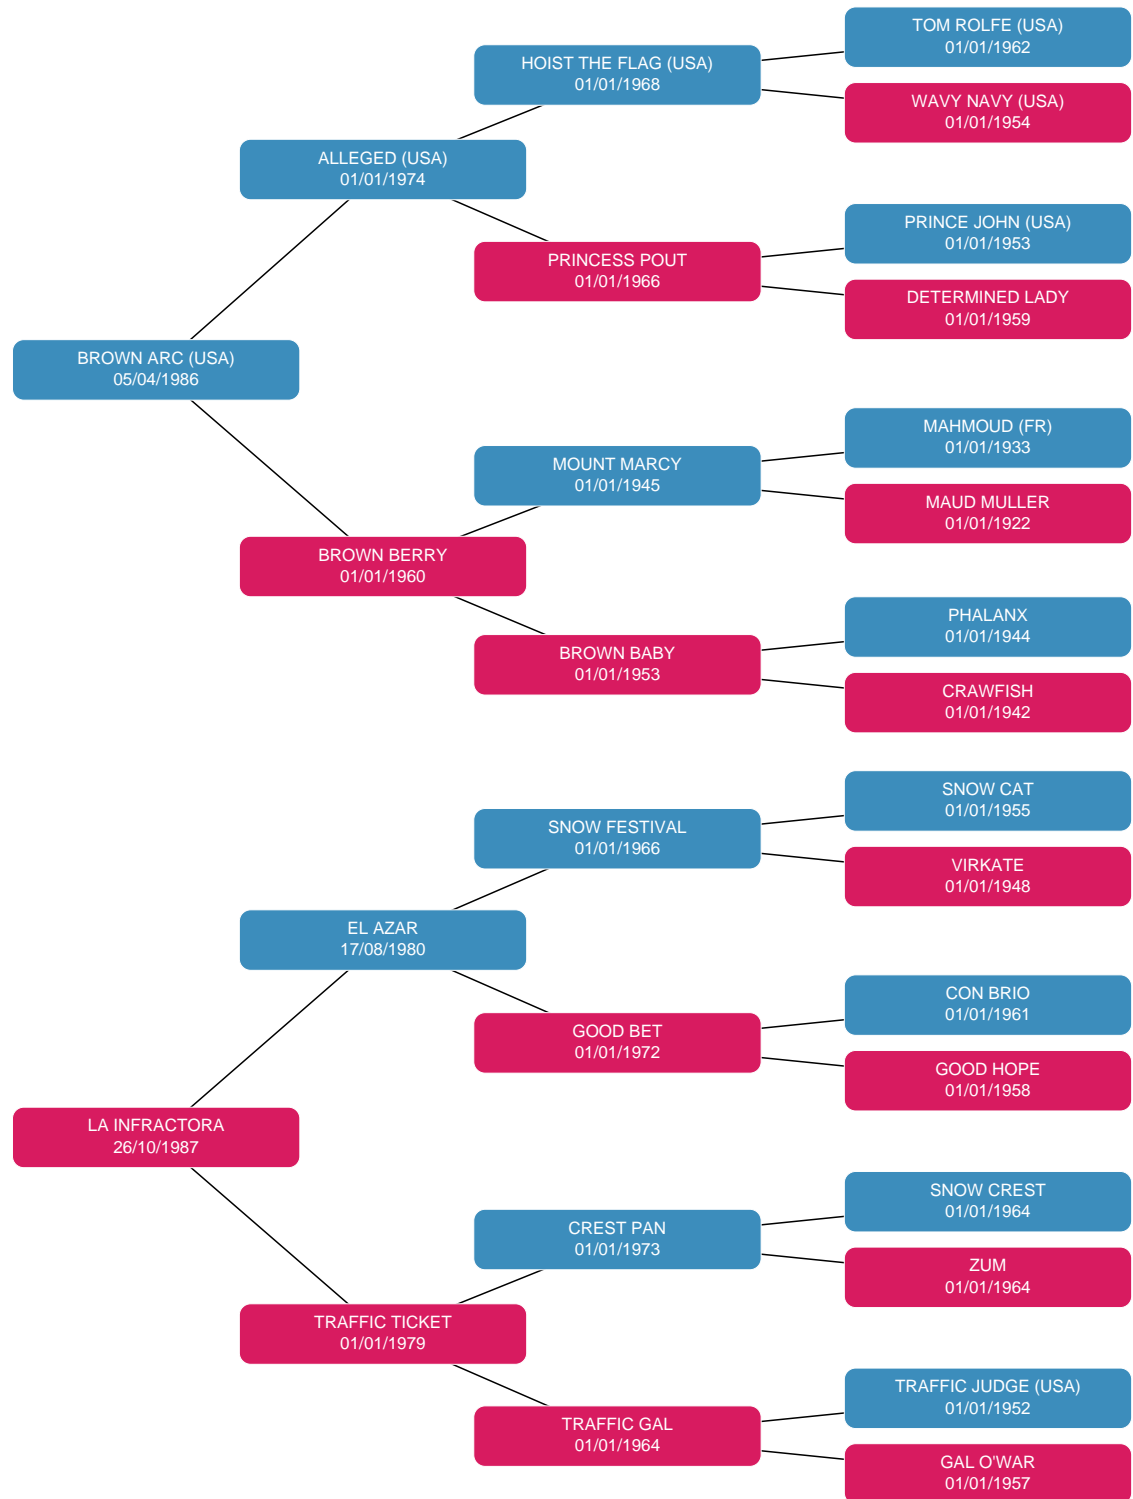 TOM ROLFE (USA)
01/01/1962
HOIST THE FLAG (USA)
01/01/1968
WAVY NAVY (USA)
01/01/1954
ALLEGED (USA)
01/01/1974
PRINCE JOHN (USA)
01/01/1953
PRINCESS POUT
01/01/1966
DETERMINED LADY
01/01/1959
BROWN ARC (USA)
05/04/1986
MAHMOUD (FR)
01/01/1933
MOUNT MARCY
01/01/1945
MAUD MULLER
01/01/1922
BROWN BERRY
01/01/1960
PHALANX
01/01/1944
BROWN BABY
01/01/1953
CRAWFISH
01/01/1942
SNOW CAT
01/01/1955
SNOW FESTIVAL
01/01/1966
VIRKATE
01/01/1948
EL AZAR
17/08/1980
CON BRIO
01/01/1961
GOOD BET
01/01/1972
GOOD HOPE
01/01/1958
LA INFRACTORA
26/10/1987
SNOW CREST
01/01/1964
CREST PAN
01/01/1973
ZUM
01/01/1964
TRAFFIC TICKET
01/01/1979
TRAFFIC JUDGE (USA)
01/01/1952
TRAFFIC GAL
01/01/1964
GAL O'WAR
01/01/1957